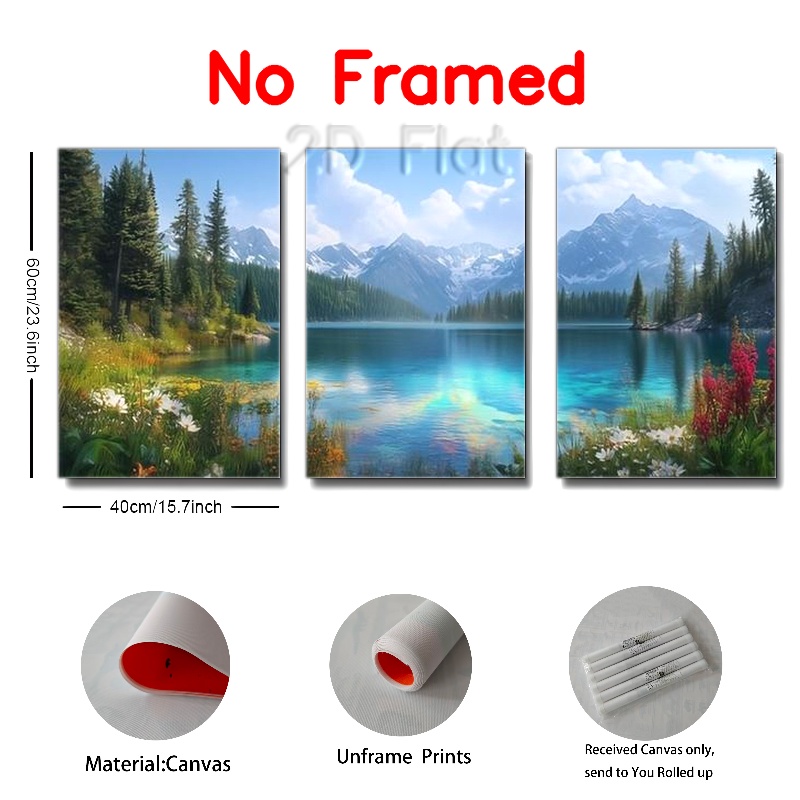 No Framed
2D Flat
60cm/23.6inch
40cm/15.7inch
Material:Canvas
Unframe Prints
Received Canvas only,
send to You Rolled up